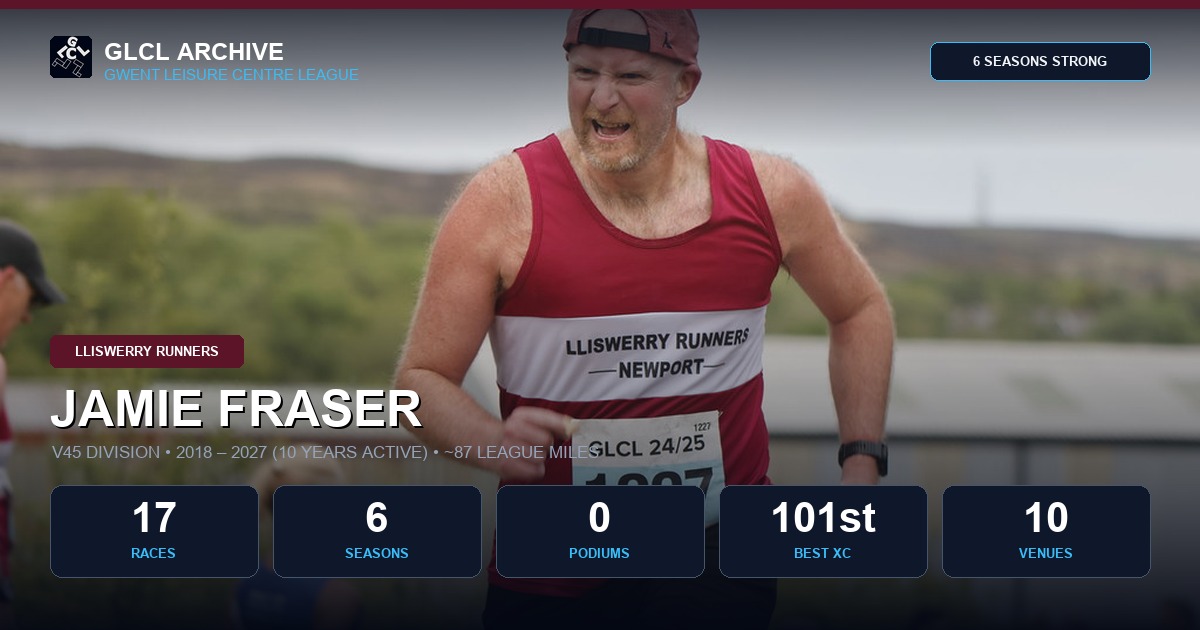 GLCL ARCHIVE
GWENT LEISURE CENTRE LEAGUE
6 SEASONS STRONG
LLISWERRY RUNNERS
NEWPORT
LLISWERRY RUNNERS
JAMIE FRASER
V45 DIVISION • 2018 – 2027 (10 YEARS ACTIVE) • ~87 LEAGUE MILES
1227
GLCL 24/25
1227
17
RACES
6
SEASONS
0
PODIUMS
101st
BEST XC
10
VENUES